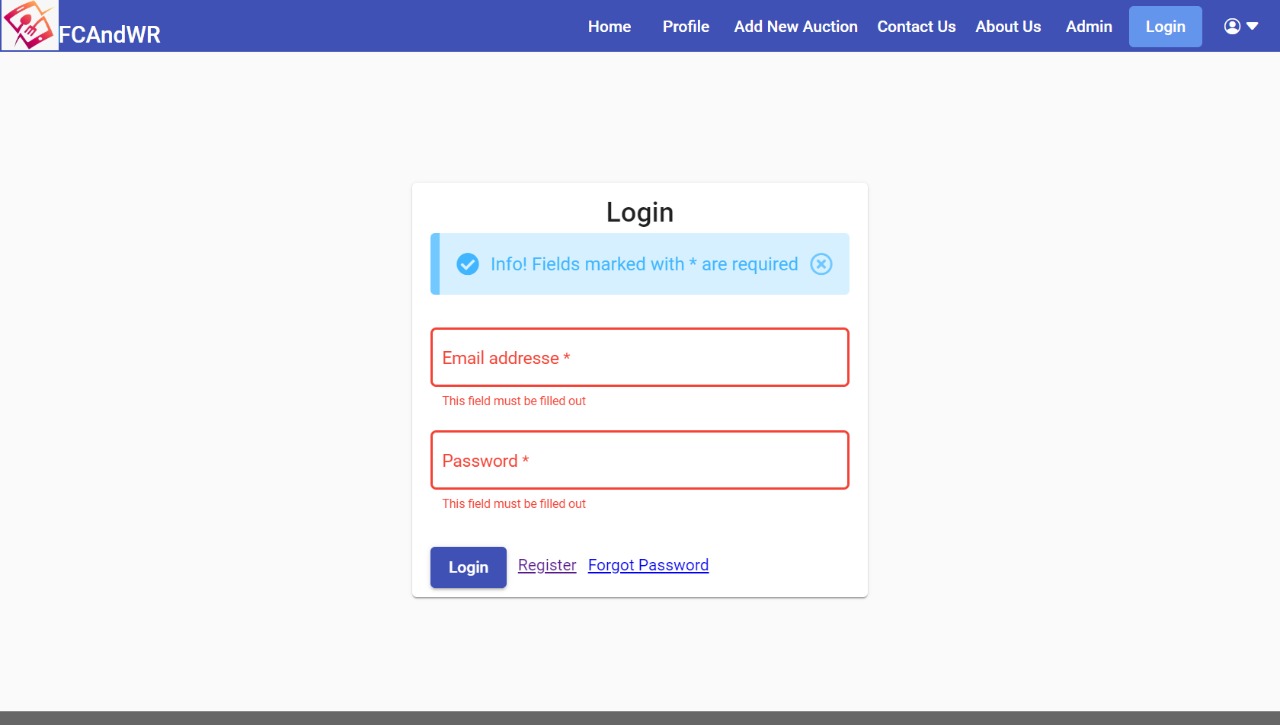 FCAndWR
Home Profile Add New Auction Contact Us About Us Admin Login
Login
Info! Fields marked with * are required
Email addresse *
This field must be filled out
Password *
This field must be filled out
Login Register Forgot Password